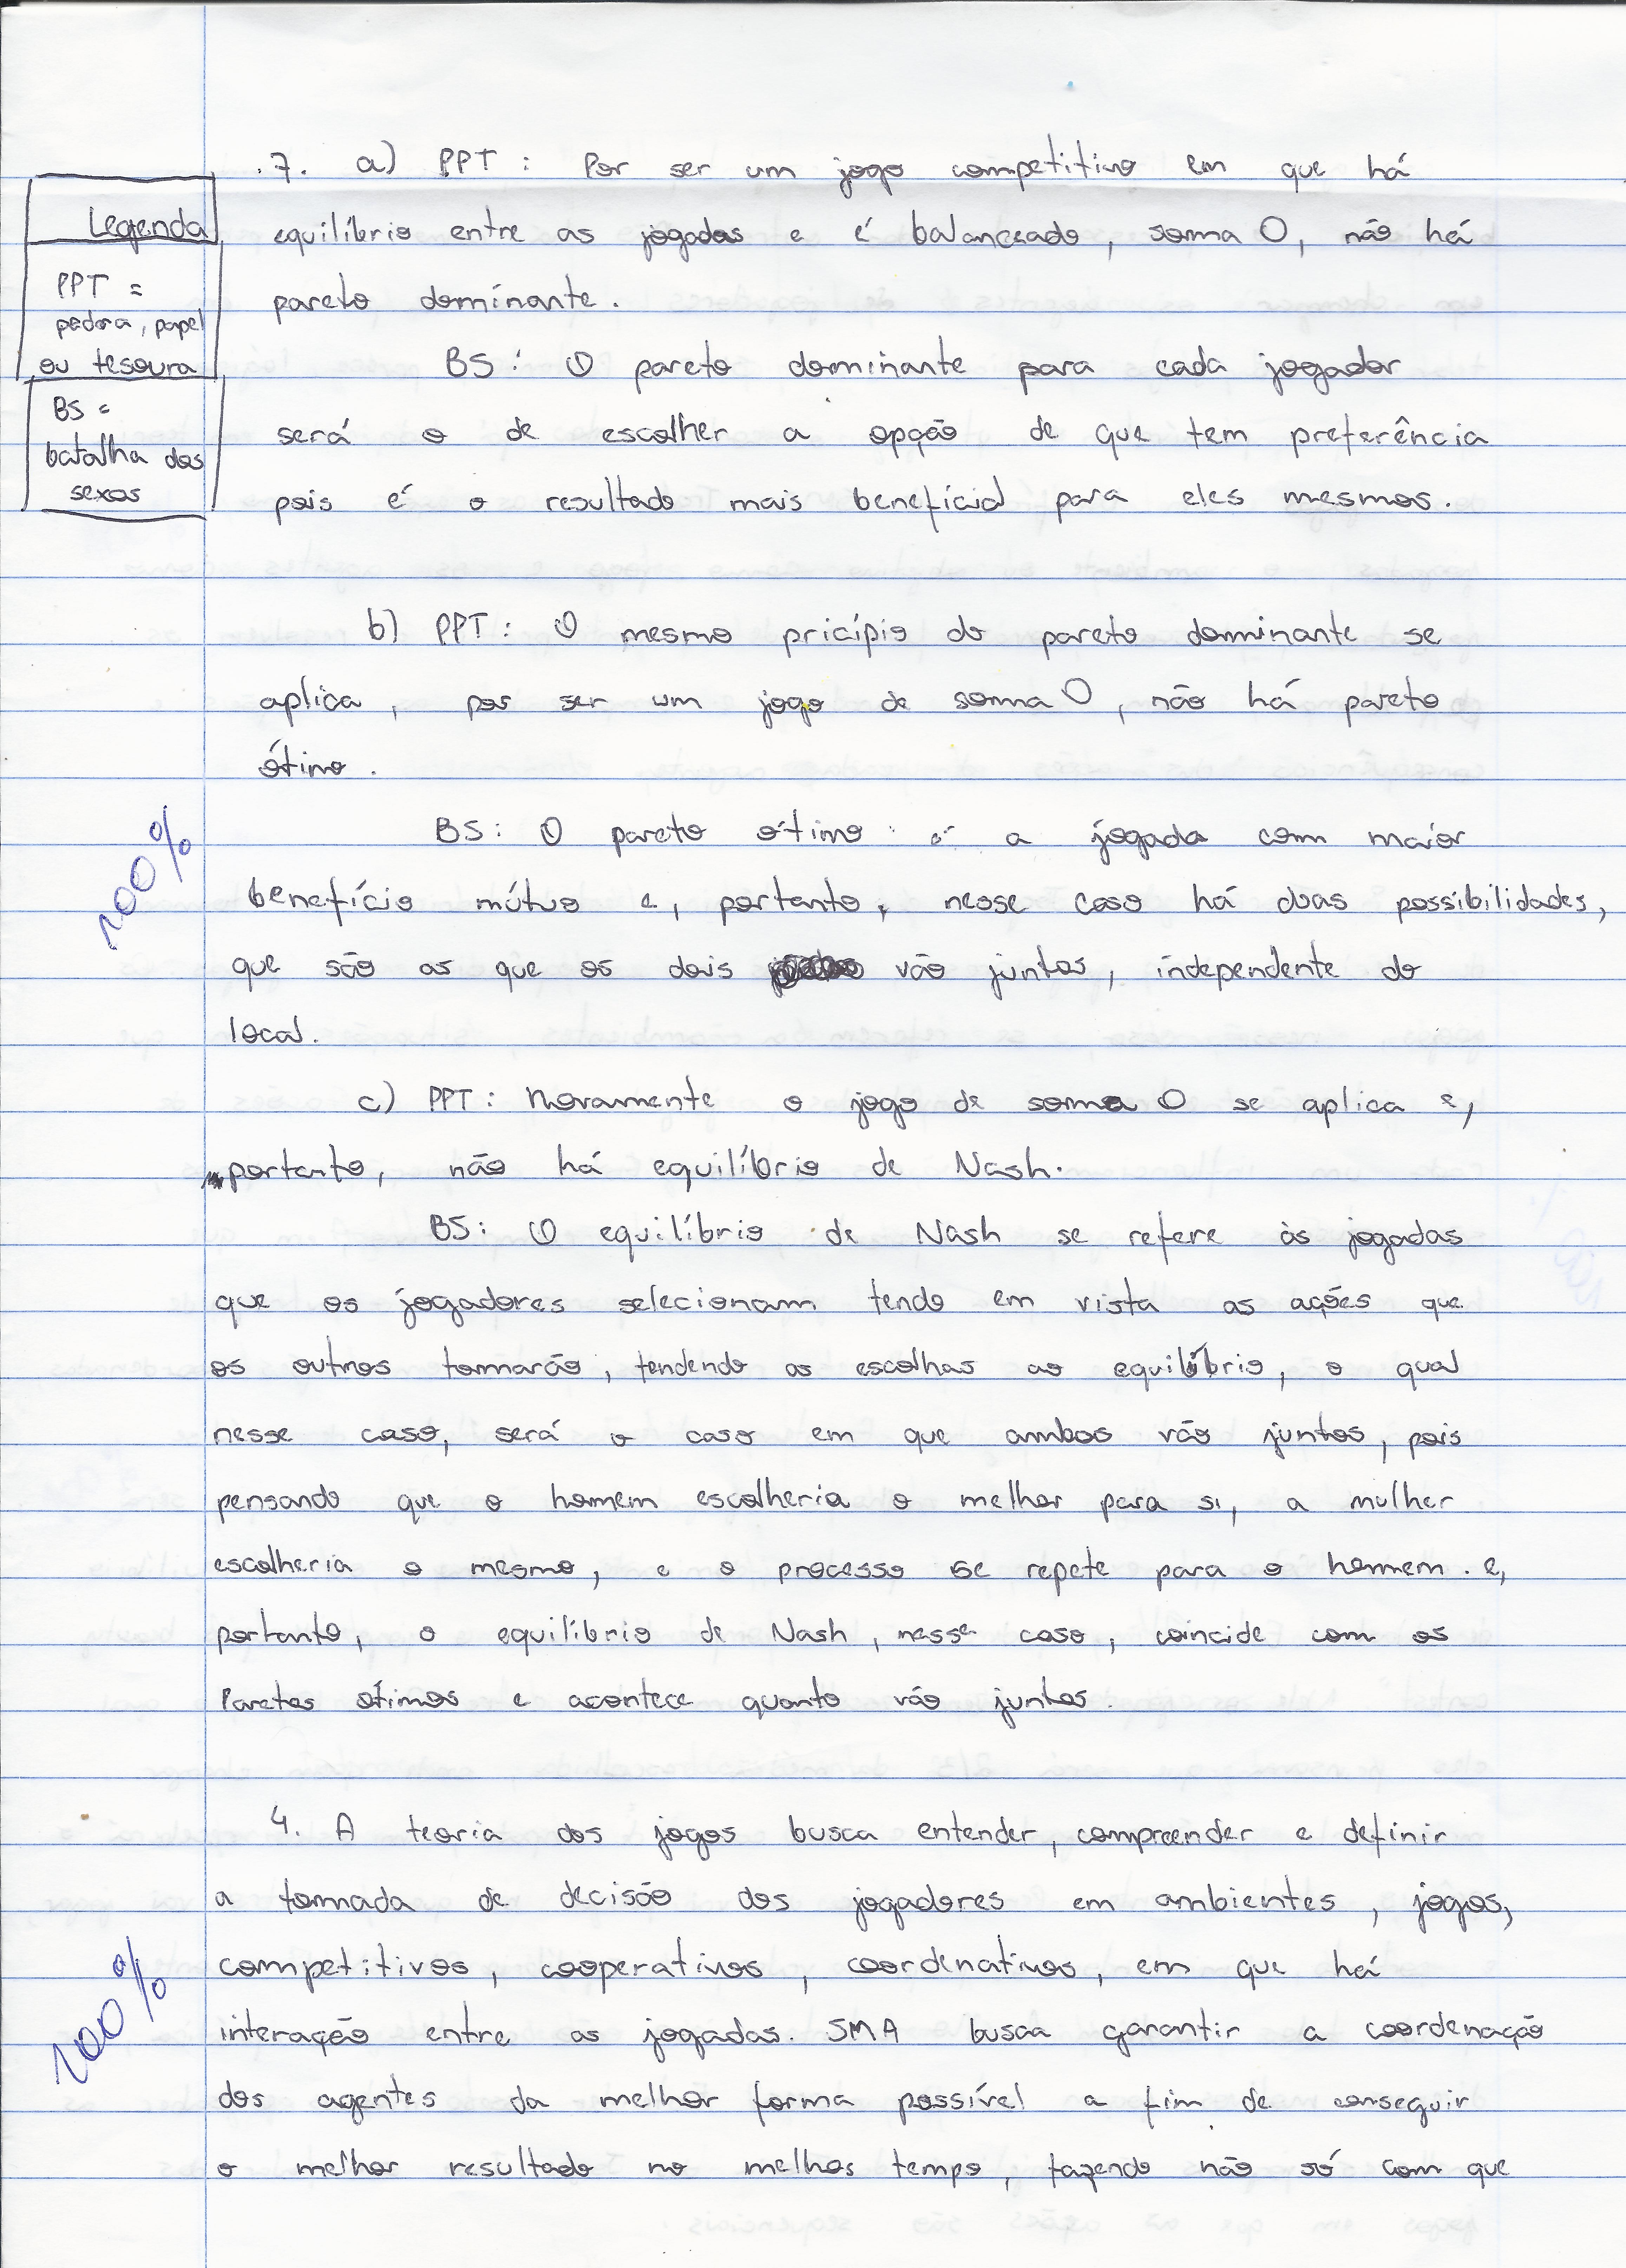 7. a) PPT : Por ser um jogo competitivo em que há
equilíbrio entre as jogadas e é balanceado, soma 0, não há
pareto dominante.
BS: O pareto dominante para cada jogador
será o de escolher a opção de que tem preferência
pois é o resultado mais benefícial para eles mesmos.
Legenda
PPT =
pedra, papel
ou tesoura
BS =
batalha dos
sexos
b) PPT: O mesmo pricípio do pareto dominante se
aplica, por ser um jogo de soma 0, não há pareto
ótimo.
BS: O pareto ótimo é a jogada com maior
benefício mútuo e, portanto, nesse caso há duas possibilidades,
que são as que os dois vão juntos, independente do
local.
100%
c) PPT: Novamente o jogo de soma 0 se aplica e,
portanto, não há equilíbrio de Nash.
BS: O equilíbrio de Nash se refere às jogadas
que os jogadores selecionam tendo em vista as ações que
os outros tomarão, tendendo as escolhas ao equilíbrio, o qual
nesse caso, será o caso em que ambos vão juntos, pois
pensando que o homem escolheria o melhor para si, a mulher
escolheria o mesmo, e o processo se repete para o homem. e,
portanto, o equilíbrio de Nash, nesse caso, coincide com os
Paretos ótimos e acontece quanto vão juntos.
4. A teoria dos jogos busca entender, compreender e definir
a tomada de decisão dos jogadores em ambientes, jogos,
competitivos, cooperativos, coordenativos, em que há
interação entre as jogadas. SMA busca garantir a coordenação
dos agentes da melhor forma possível a fim de conseguir
o melhor resultado no melhor tempo, fazendo não só com que
100%